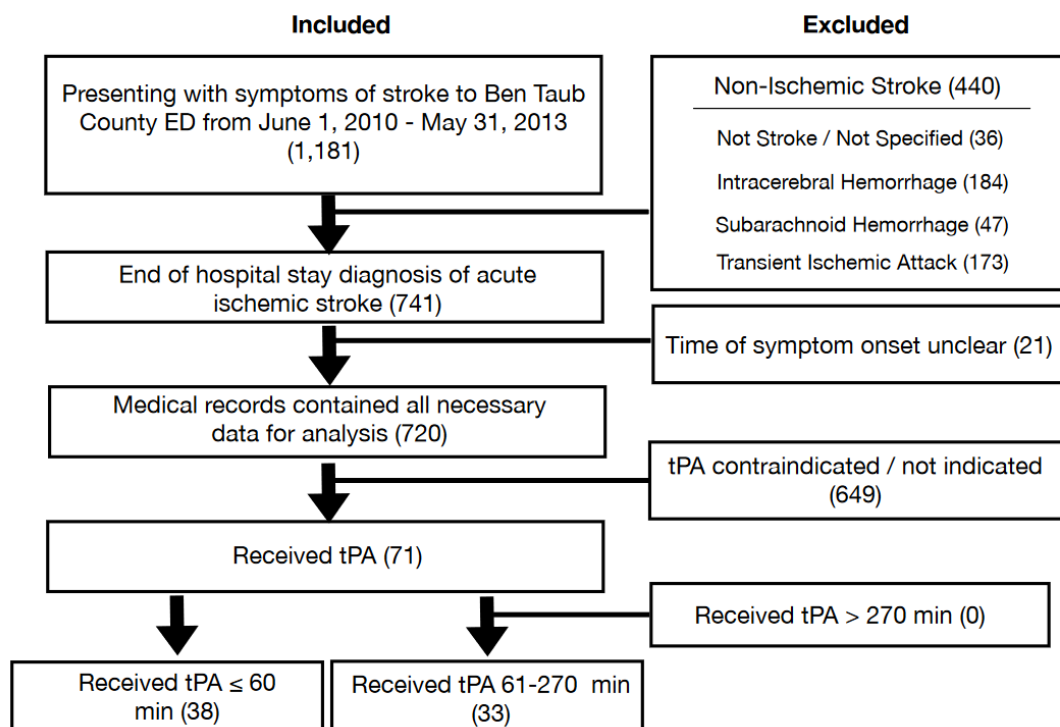 Included
Excluded
Presenting with symptoms of stroke to Ben Taub
County ED from June 1, 2010 - May 31, 2013
(1,181)
Non-Ischemic Stroke (440)
Not Stroke / Not Specified (36)
Intracerebral Hemorrhage (184)
Subarachnoid Hemorrhage (47)
Transient Ischemic Attack (173)
End of hospital stay diagnosis of acute
ischemic stroke (741)
Time of symptom onset unclear (21)
Medical records contained all necessary
data for analysis (720)
tPA contraindicated / not indicated
(649)
Received tPA (71)
Received tPA > 270 min (0)
Received tPA ≤ 60
min (38)
Received tPA 61-270 min
(33)